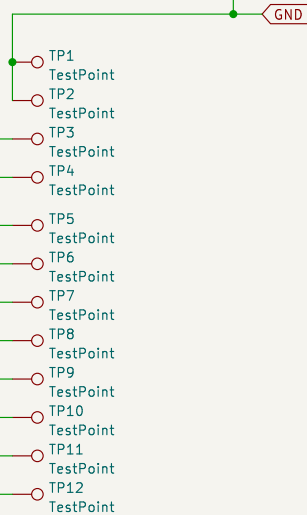 GND
TP1
TestPoint
TP2
TestPoint
TP3
TestPoint
TP4
TestPoint
TP5
TestPoint
TP6
TestPoint
TP7
TestPoint
TP8
TestPoint
TP9
TestPoint
TP10
TestPoint
TP11
TestPoint
TP12
TestPoint